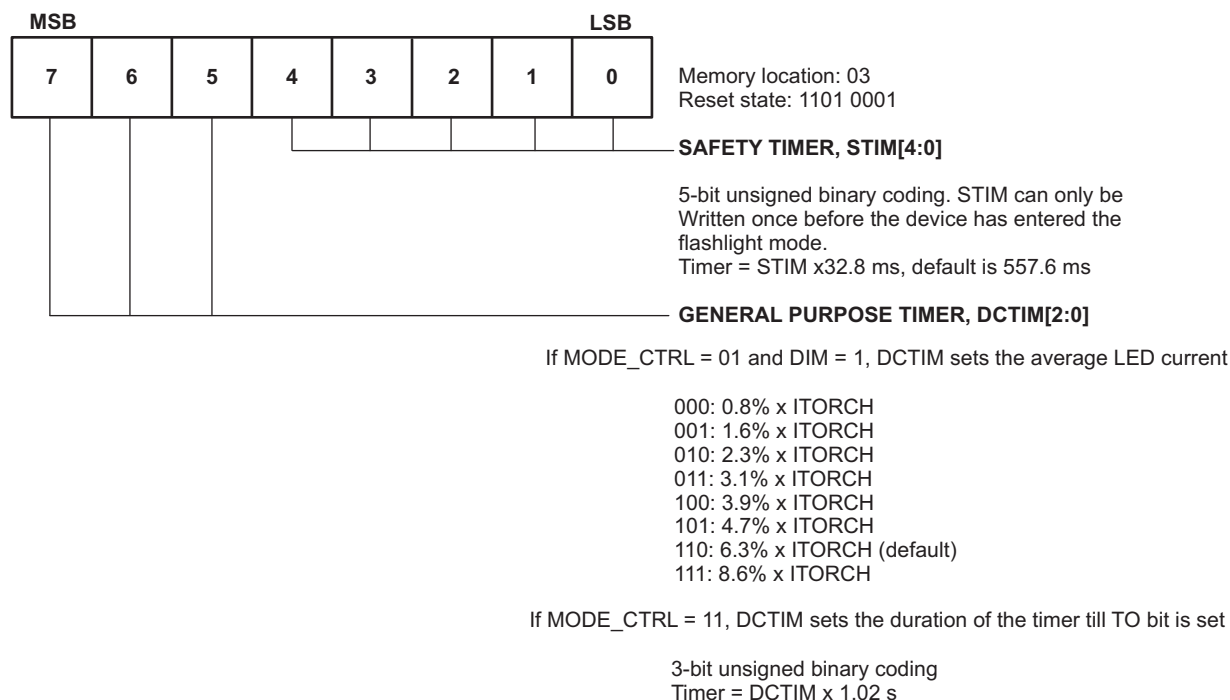 MSB LSB
7 6 5 4 3 2 1 0
Memory location: 03
Reset state: 1101 0001
SAFETY TIMER, STIM[4:0]
5-bit unsigned binary coding. STIM can only be
Written once before the device has entered the
flashlight mode.
Timer = STIM x32.8 ms, default is 557.6 ms
GENERAL PURPOSE TIMER, DCTIM[2:0]
If MODE_CTRL = 01 and DIM = 1, DCTIM sets the average LED current
000: 0.8% x ITORCH
001: 1.6% x ITORCH
010: 2.3% x ITORCH
011: 3.1% x ITORCH
100: 3.9% x ITORCH
101: 4.7% x ITORCH
110: 6.3% x ITORCH (default)
111: 8.6% x ITORCH
If MODE_CTRL = 11, DCTIM sets the duration of the timer till TO bit is set
3-bit unsigned binary coding
Timer = DCTIM x 1.02 s